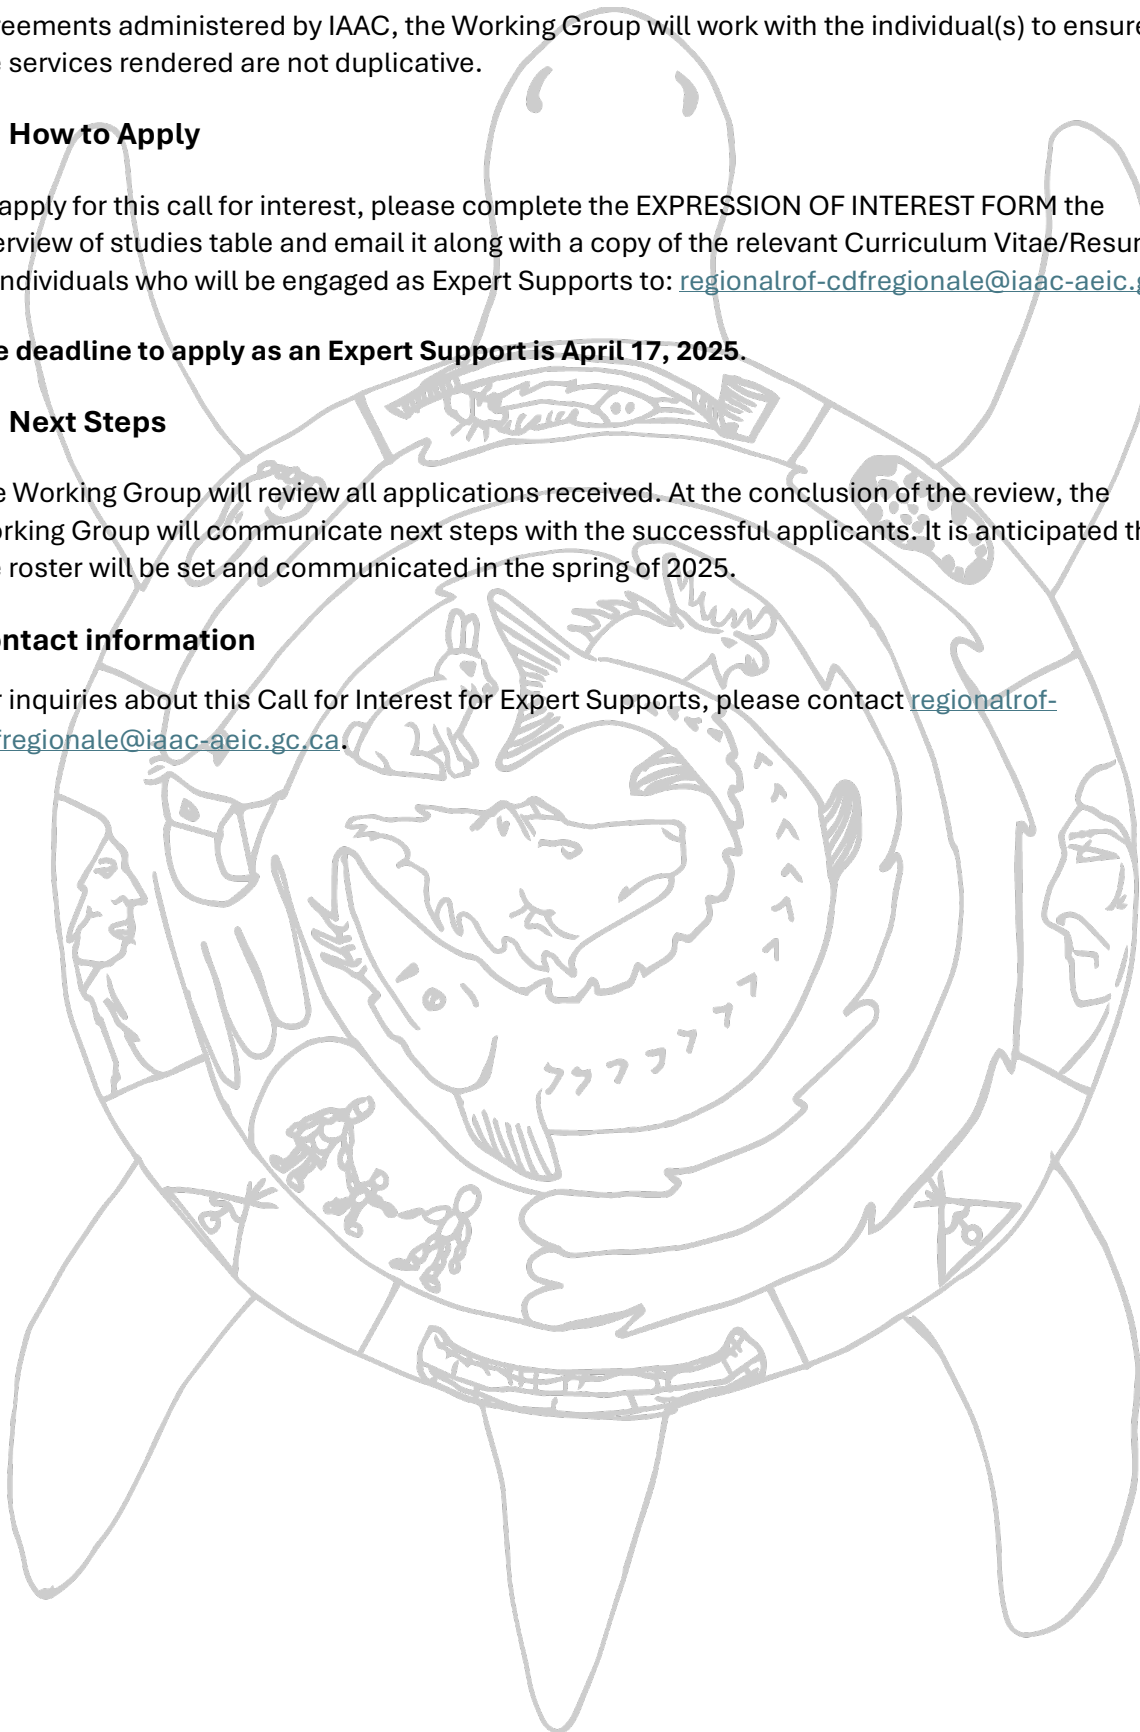 reements administered by IAAC, the Working Group will work with the individual(s) to ensure
e services rendered are not duplicative.
How to Apply
apply for this call for interest, please complete the EXPRESSION OF INTEREST FORM the
erview of studies table and email it along with a copy of the relevant Curriculum Vitae/Resum
individuals who will be engaged as Expert Supports to: regionalrof-cdfregionale@iaac-aeic.g
e deadline to apply as an Expert Support is April 17, 2025.
Next Steps
e Working Group will review all applications received. At the conclusion of the review, the
orking Group will communicate next steps with the successful applicants. It is anticipated th
e roster will be set and communicated in the spring of 2025.
ontact information
r inquiries about this Call for Interest for Expert Supports, please contact regionalrof-
fregionale@iaac-aeic.gc.ca.